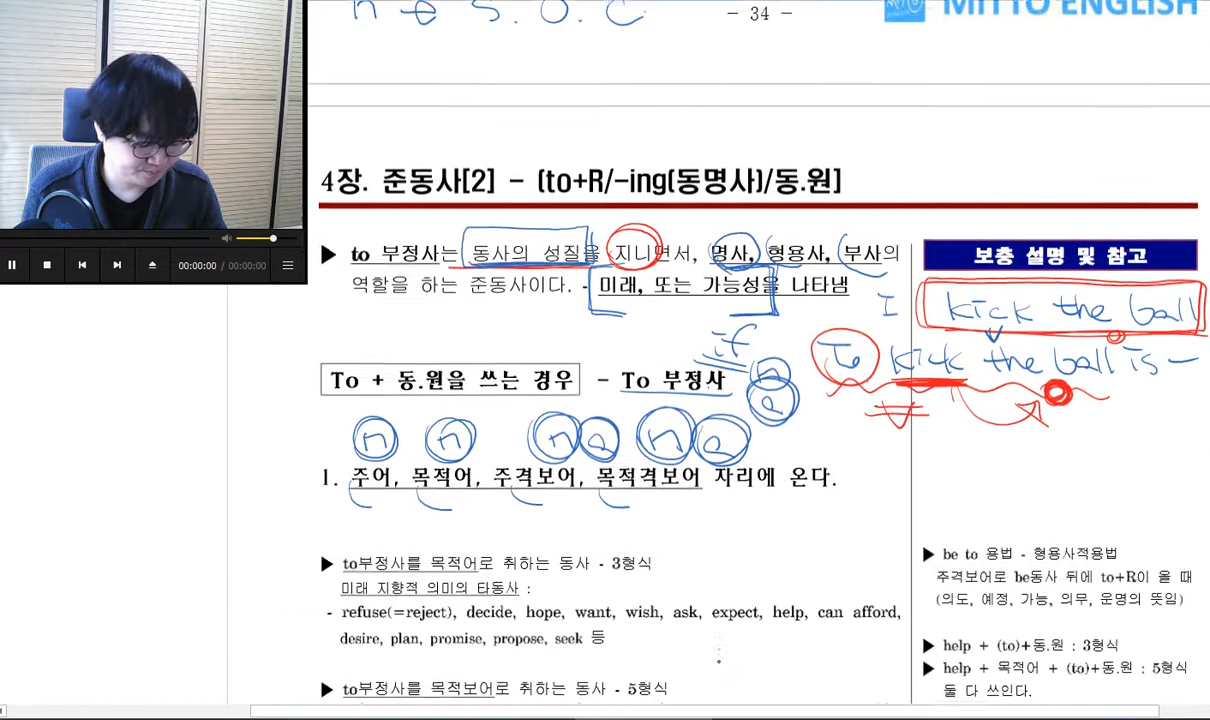 n e S. O. C
- 34 -
MITTO ENGLISH
4장. 준동사[2] - (to+R/-ing(동명사)/동.원]
▶ to 부정사는 동사의 성질을 지니면서, 명사, 형용사, 부사의
역할을 하는 준동사이다. - 미래, 또는 가능성을 나타냄
보충 설명 및 참고
I kick the ball
To kick the ball is -
if
n
a
To + 동.원을 쓰는 경우 - To 부정사
n n n a n a
1. 주어, 목적어, 주격보어, 목적격보어 자리에 온다.
▶ to부정사를 목적어로 취하는 동사 - 3형식
미래 지향적 의미의 타동사 :
- refuse(=reject), decide, hope, want, wish, ask, expect, help, can afford,
desire, plan, promise, propose, seek 등
▶ to부정사를 목적보어로 취하는 동사 - 5형식
▶ be to 용법 - 형용사적용법
주격보어로 be동사 뒤에 to+R이 올 때
(의도, 예정, 가능, 의무, 운명의 뜻임)
▶ help + (to)+동.원 : 3형식
▶ help + 목적어 + (to)+동.원 : 5형식
둘 다 쓰인다.
00:00:00 / 00:00:00